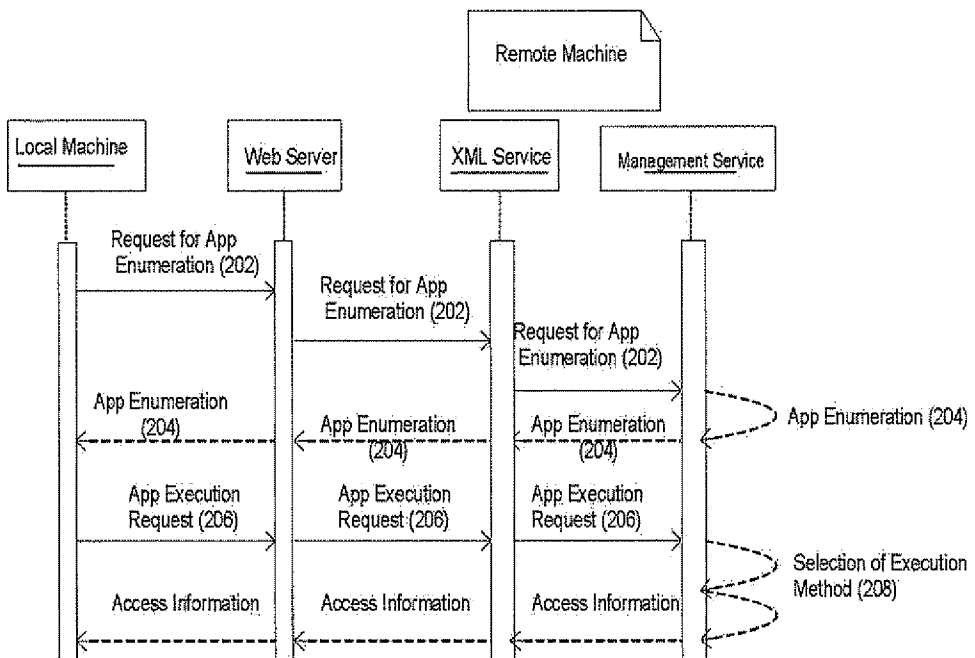 Remote Machine
Local Machine
Web Server
XML Service
Management Service
Request for App
Enumeration (202)
Request for App
Enumeration (202)
Request for App
Enumeration (202)
App Enumeration
(204)
App Enumeration
(204)
App Enumeration
(204)
App Enumeration (204)
App Execution
Request (206)
App Execution
Request (206)
App Execution
Request (206)
Selection of Execution
Method (208)
Access Information
Access Information
Access Information